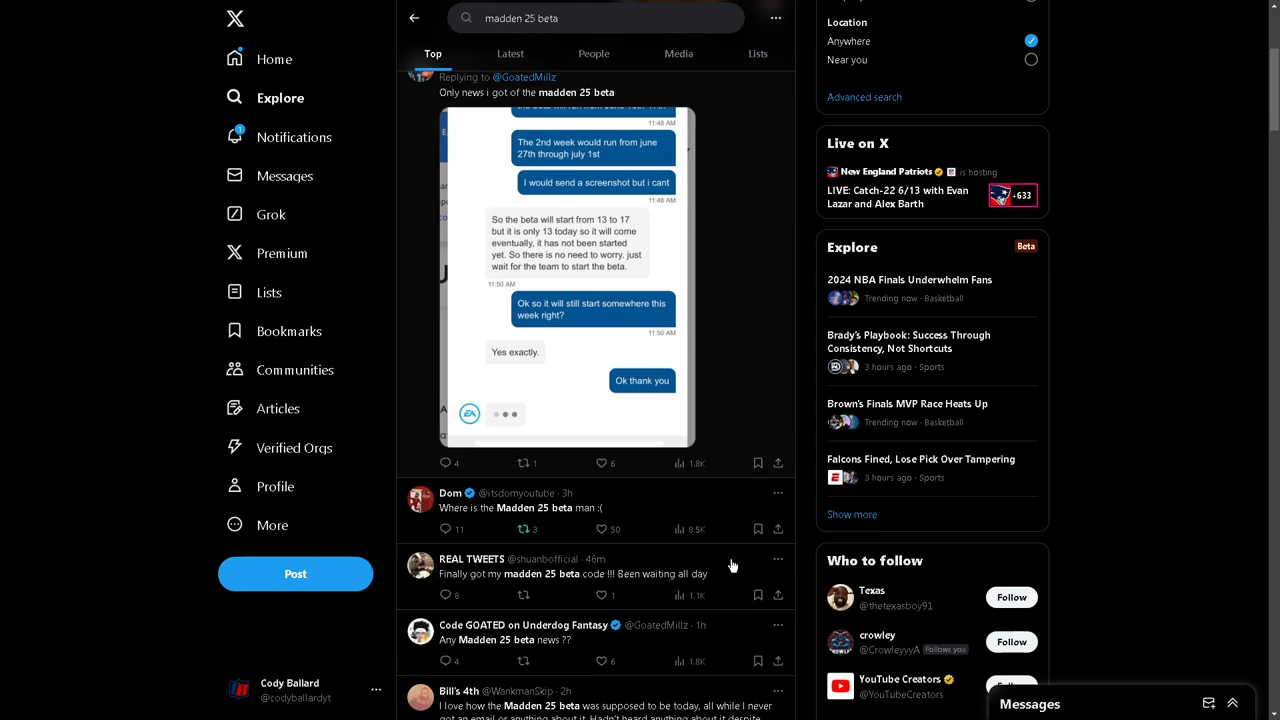 madden 25 beta
Top
Latest
People
Media
Lists
Home
Explore
1
Notifications
Messages
Grok
Premium
Lists
Bookmarks
Communities
Articles
Verified Orgs
Profile
More
Post
Cody Ballard
@codyballardyt
Replying to @GoatedMillz
Only news i got of the madden 25 beta
11:48 AM
The 2nd week would run from june
27th through july 1st
I would send a screenshot but i cant
11:48 AM
So the beta will start from 13 to 17
but it is only 13 today so it will come
eventually, it has not been started
yet. So there is no need to worry. just
wait for the team to start the beta.
11:50 AM
Ok so it will still start somewhere this
week right?
11:50 AM
Yes exactly.
Ok thank you
EA
4 1 6 1.8K
Dom @itsdomyoutube · 3h
Where is the Madden 25 beta man :(
11 3 50 8.5K
REAL TWEETS @shuanbofficial · 46m
Finally got my madden 25 beta code !!! Been waiting all day
8 1 1.1K
Code GOATED on Underdog Fantasy @GoatedMillz · 1h
Any Madden 25 beta news ??
4 6 1.8K
Bill's 4th @WankmanSkip · 2h
I love how the Madden 25 beta was supposed to be today, all while I never
got an email or anything about it. Hadn't heard anything about it despite
Location
Anywhere
Near you
Advanced search
Live on X
New England Patriots is hosting
LIVE: Catch-22 6/13 with Evan
Lazar and Alex Barth
+633
Explore
Beta
2024 NBA Finals Underwhelm Fans
Trending now · Basketball
Brady's Playbook: Success Through
Consistency, Not Shortcuts
3 hours ago · Sports
Brown's Finals MVP Race Heats Up
Trending now · Basketball
Falcons Fined, Lose Pick Over Tampering
3 hours ago · Sports
Show more
Who to follow
Texas
@thetexasboy91
Follow
crowley
@CrowleyyyA Follows you
Follow
YouTube Creators
@YouTubeCreators
Messages